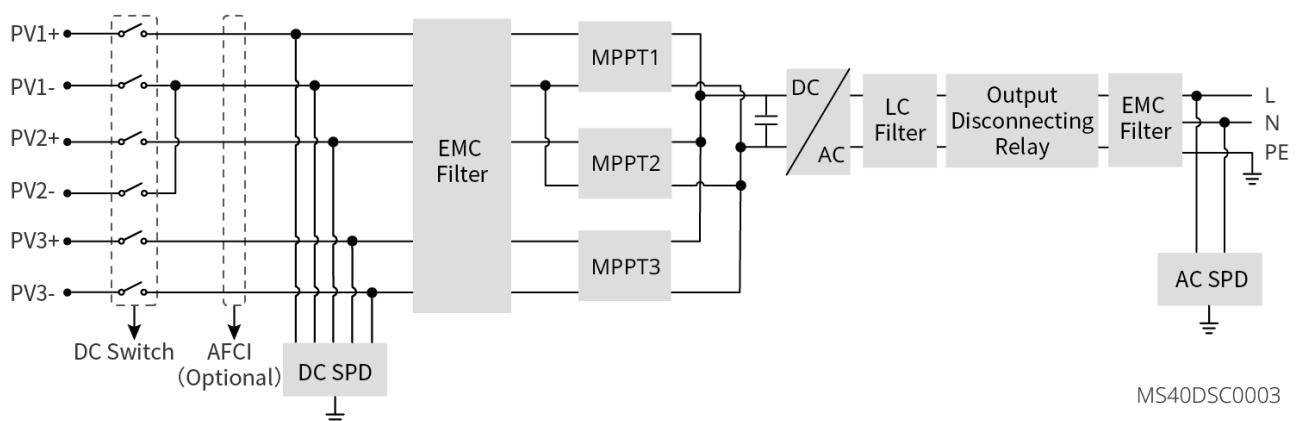 PV1+
PV1-
PV2+
PV2-
PV3+
PV3-
DC Switch
AFCI
(Optional)
DC SPD
EMC
Filter
MPPT1
MPPT2
MPPT3
DC
AC
LC
Filter
Output
Disconnecting
Relay
EMC
Filter
L
N
PE
AC SPD
MS40DSC0003